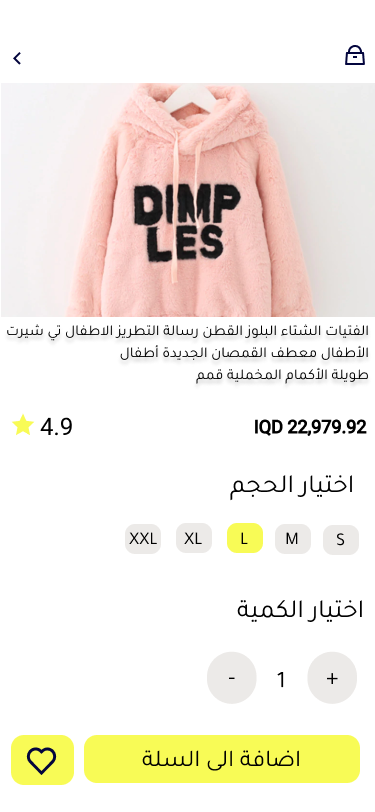 DIMP
LES
الفتيات الشتاء البلوز القطن رسالة التطريز الاطفال تي شيرت
الأطفال معطف القمصان الجديدة أطفال
طويلة الأكمام المخملية قمم
IQD 22,979.92
4.9
اختيار الحجم
S M L XL XXL
اختيار الكمية
+ 1 -
اضافة الى السلة